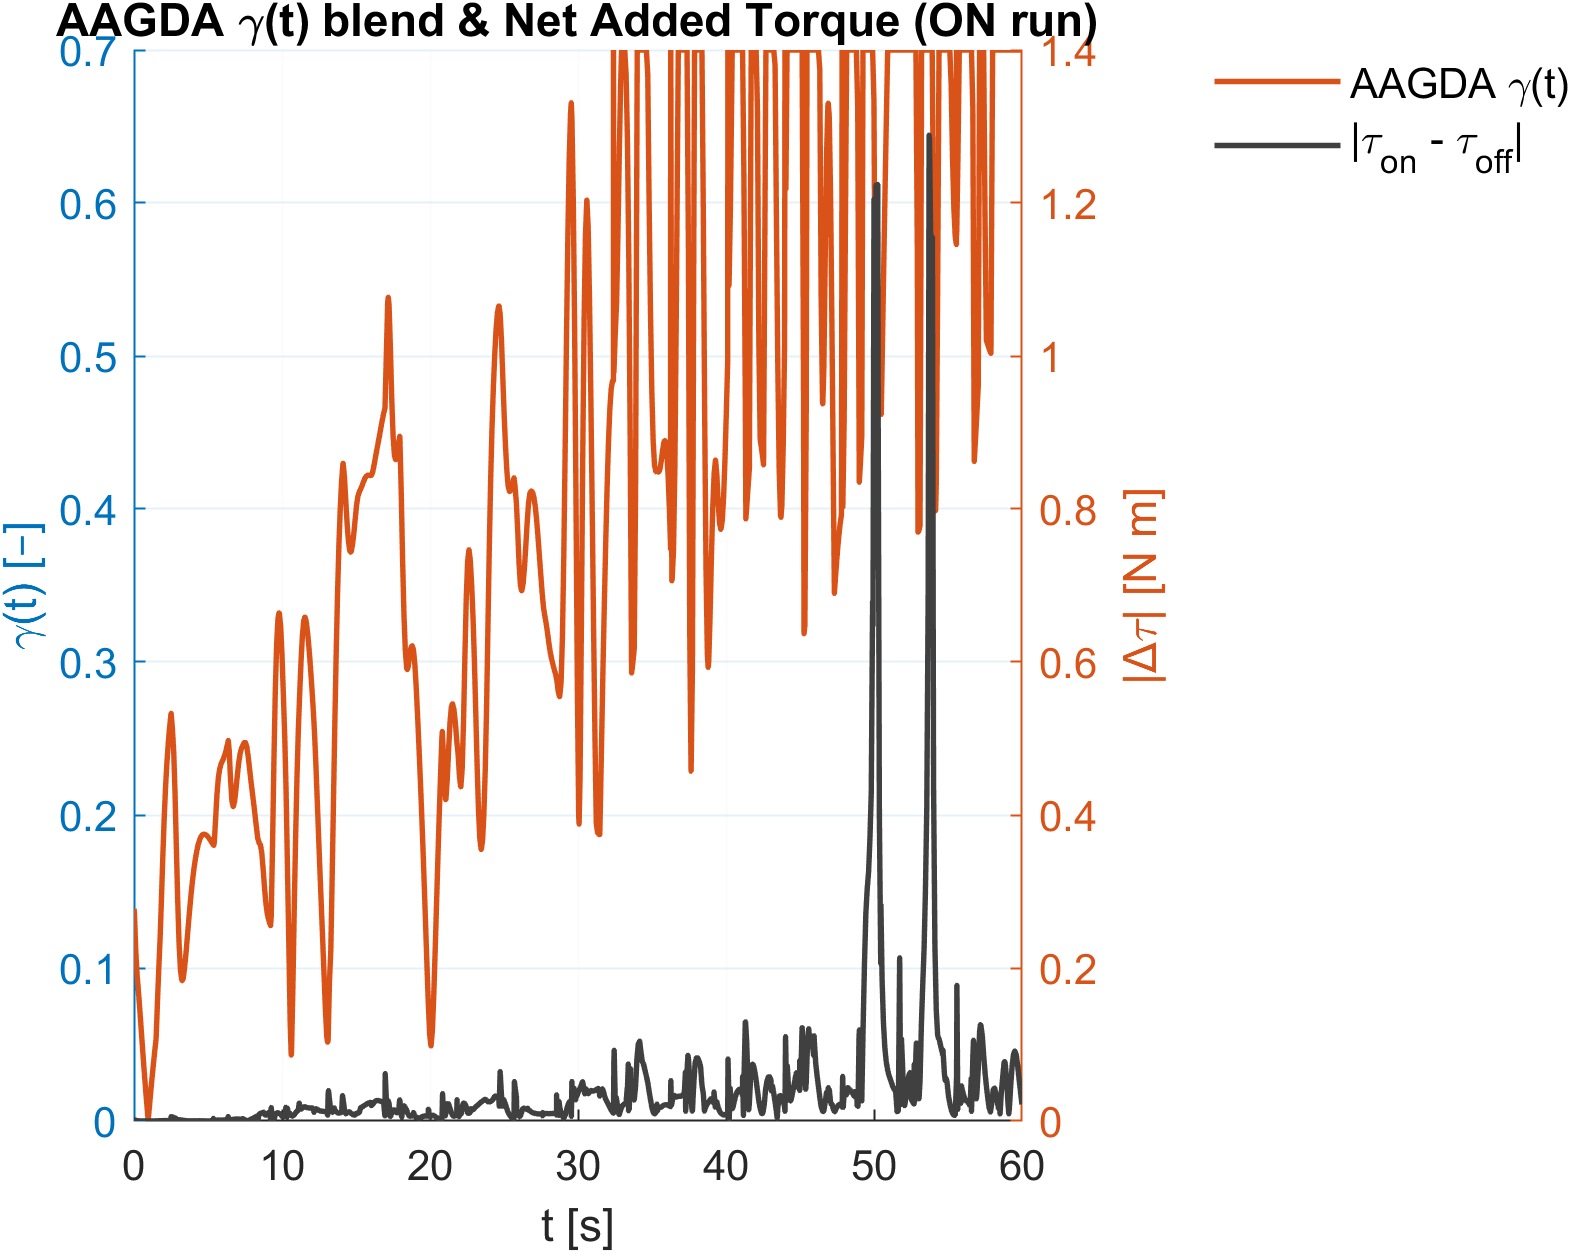 AAGDA γ(t) blend & Net Added Torque (ON run)
AAGDA γ(t)
|τon - τoff|
0.7
0.6
0.5
0.4
0.3
0.2
0.1
0
γ(t) [−]
1.4
1.2
1
0.8
0.6
0.4
0.2
0
|Δτ| [N m]
0 10 20 30 40 50 60
t [s]